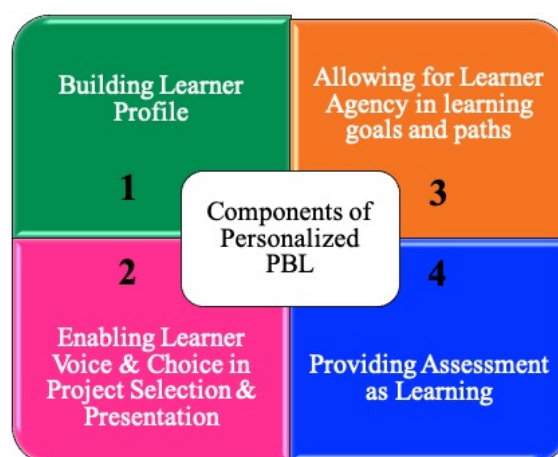 Building Learner
Profile
1
Enabling Learner
Voice & Choice in
Project Selection &
Presentation
2
Allowing for Learner
Agency in learning
goals and paths
3
Providing Assessment
as Learning
4
Components of
Personalized
PBL